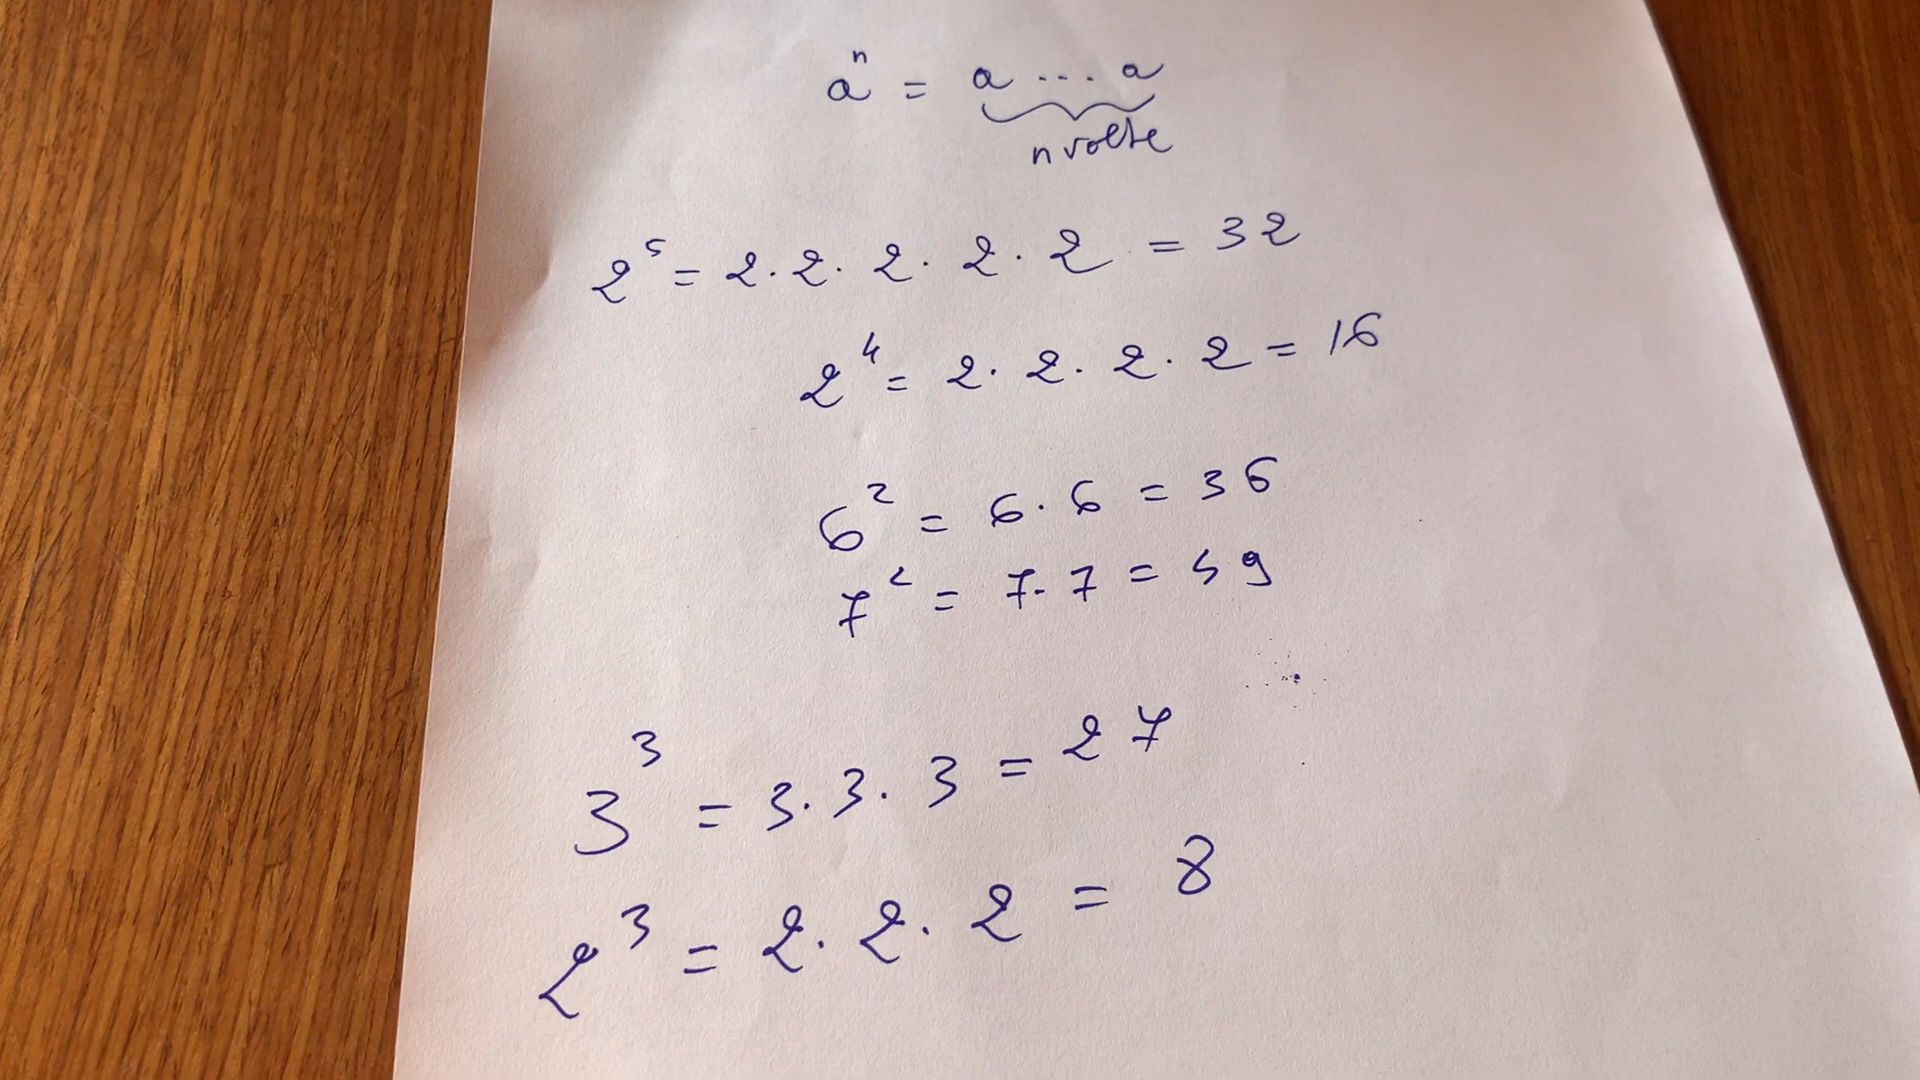 aⁿ = a ... a
n volte
2⁵ = 2 · 2 · 2 · 2 · 2 = 32
2⁴ = 2 · 2 · 2 · 2 = 16
6² = 6 · 6 = 36
7² = 7 · 7 = 49
3³ = 3 · 3 · 3 = 27
2³ = 2 · 2 · 2 = 8